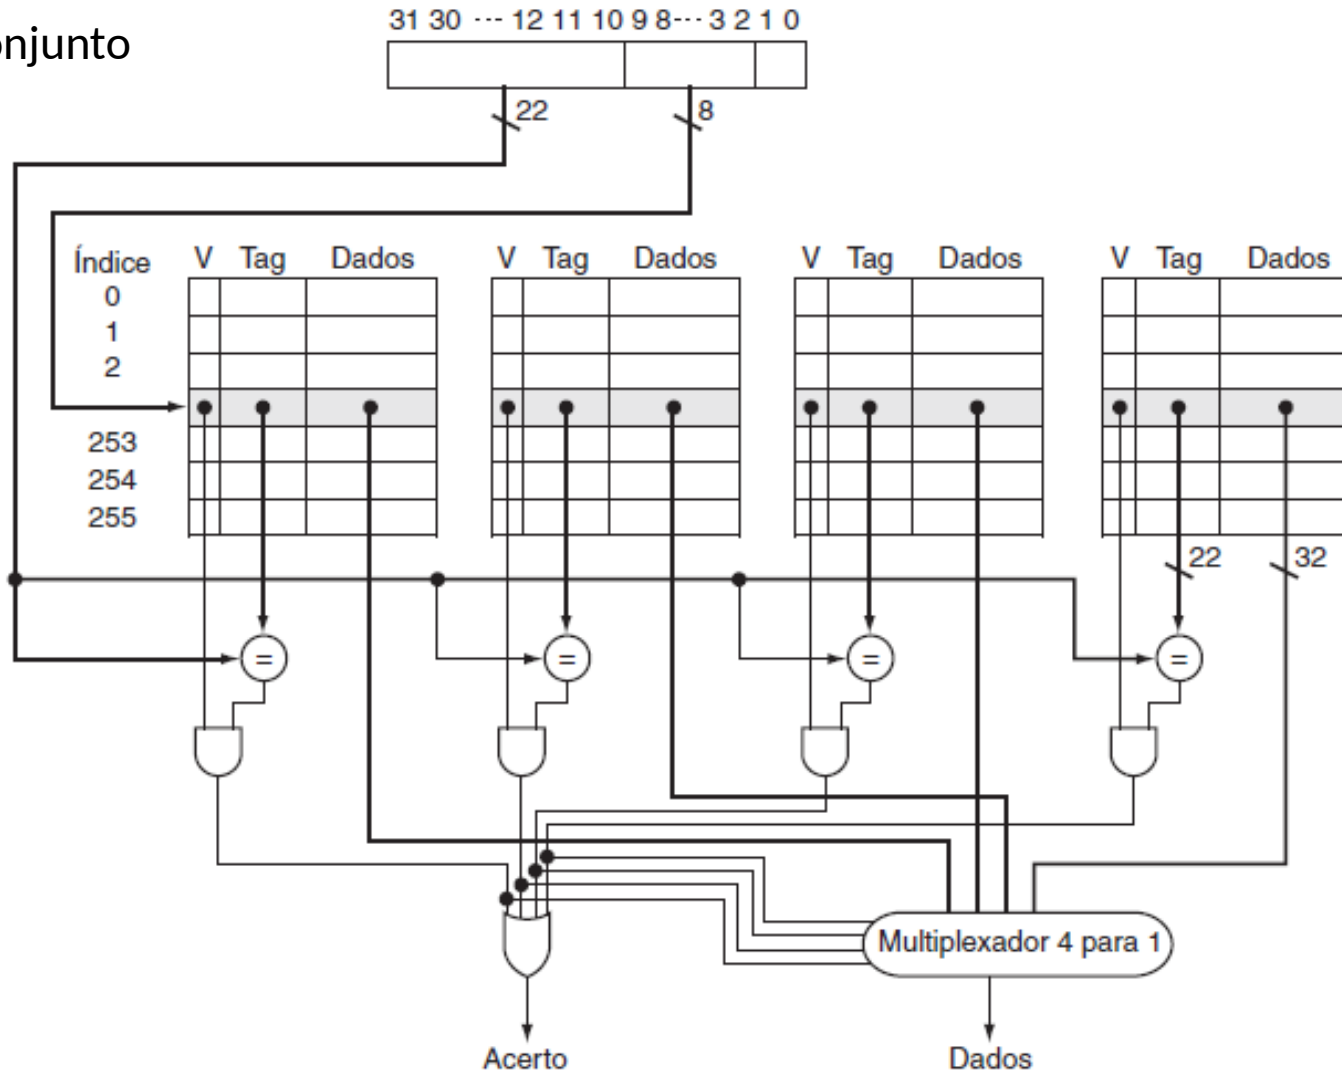 onjunto
31 30 ··· 12 11 10 9 8 ··· 3 2 1 0
22
8
Índice
V Tag Dados
V Tag Dados
V Tag Dados
V Tag Dados
0
1
2
253
254
255
22
32
=
=
=
=
Multiplexador 4 para 1
Acerto
Dados